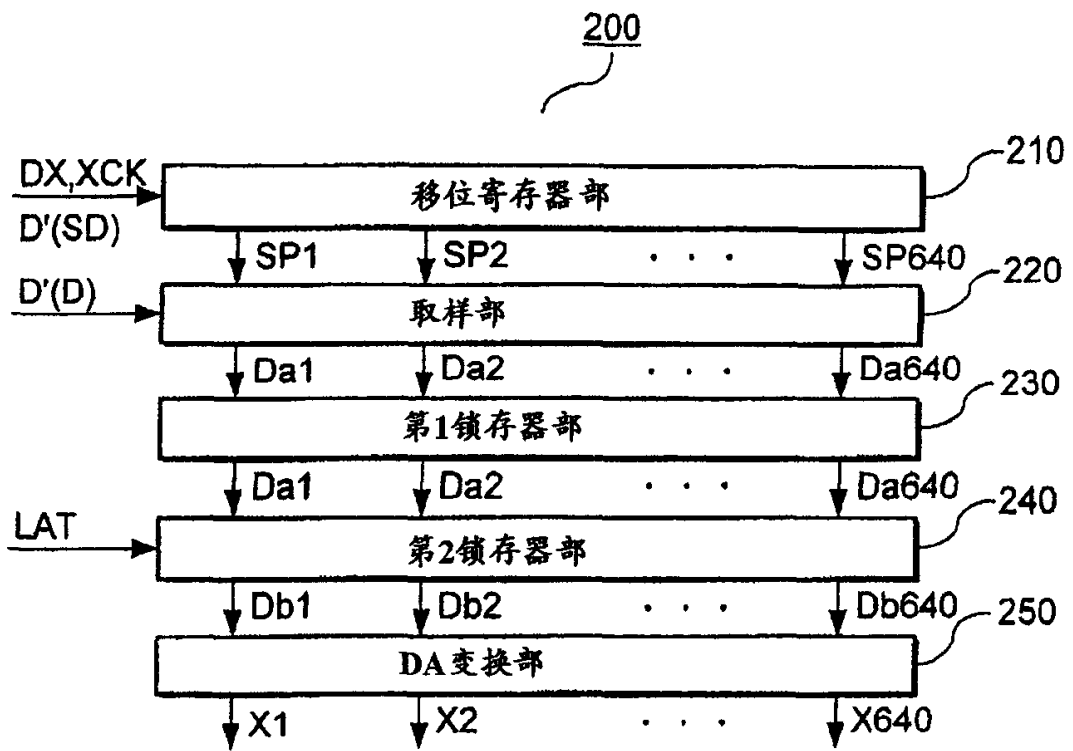 200
DX,XCK
移位寄存器部
210
D'(SD)
SP1 SP2 · · · SP640
220
D'(D)
取样部
Da1 Da2 · · · Da640
230
第1锁存器部
Da1 Da2 · · · Da640
240
LAT
第2锁存器部
Db1 Db2 · · · Db640
250
DA变换部
X1 X2 · · · X640